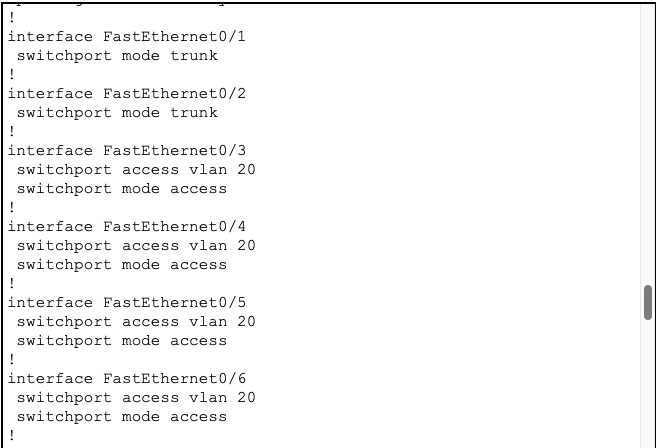 !
interface FastEthernet0/1
 switchport mode trunk
!
interface FastEthernet0/2
 switchport mode trunk
!
interface FastEthernet0/3
 switchport access vlan 20
 switchport mode access
!
interface FastEthernet0/4
 switchport access vlan 20
 switchport mode access
!
interface FastEthernet0/5
 switchport access vlan 20
 switchport mode access
!
interface FastEthernet0/6
 switchport access vlan 20
 switchport mode access
!